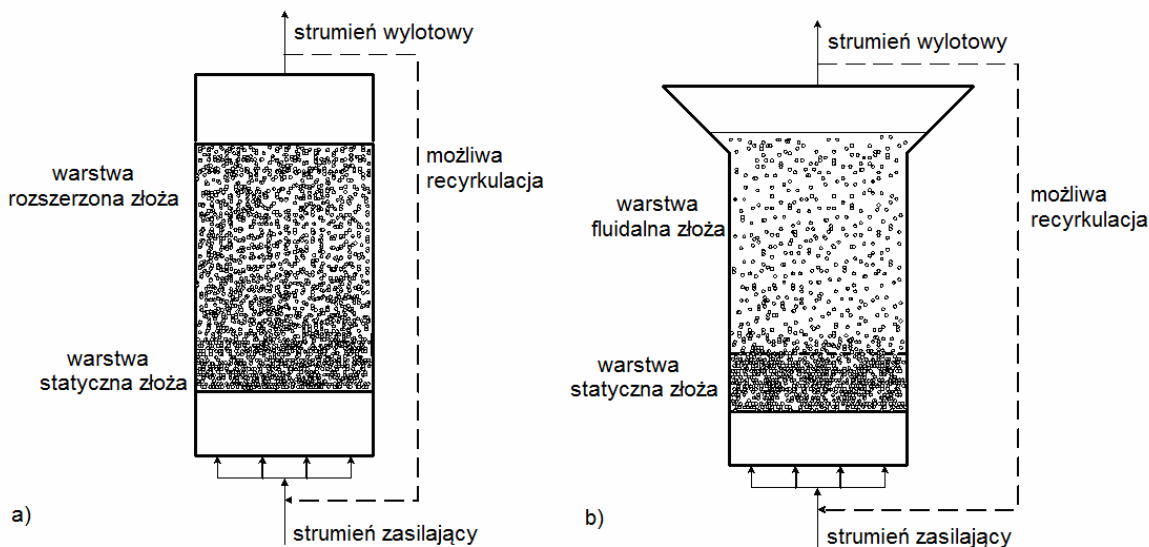 strumień wylotowy
warstwa
rozszerzona złoża
możliwa
recyrkulacja
warstwa
statyczna złoża
a)
strumień zasilający
strumień wylotowy
warstwa
fluidalna złoża
możliwa
recyrkulacja
warstwa
statyczna złoża
b)
strumień zasilający